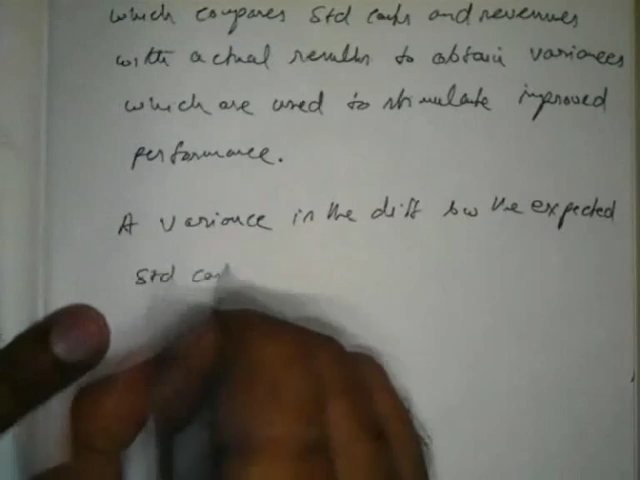 which compares Std costs and revenues
with actual results to obtain variances
which are used to stimulate improved
performance.
A variance in the diff b/w the expected
Std co